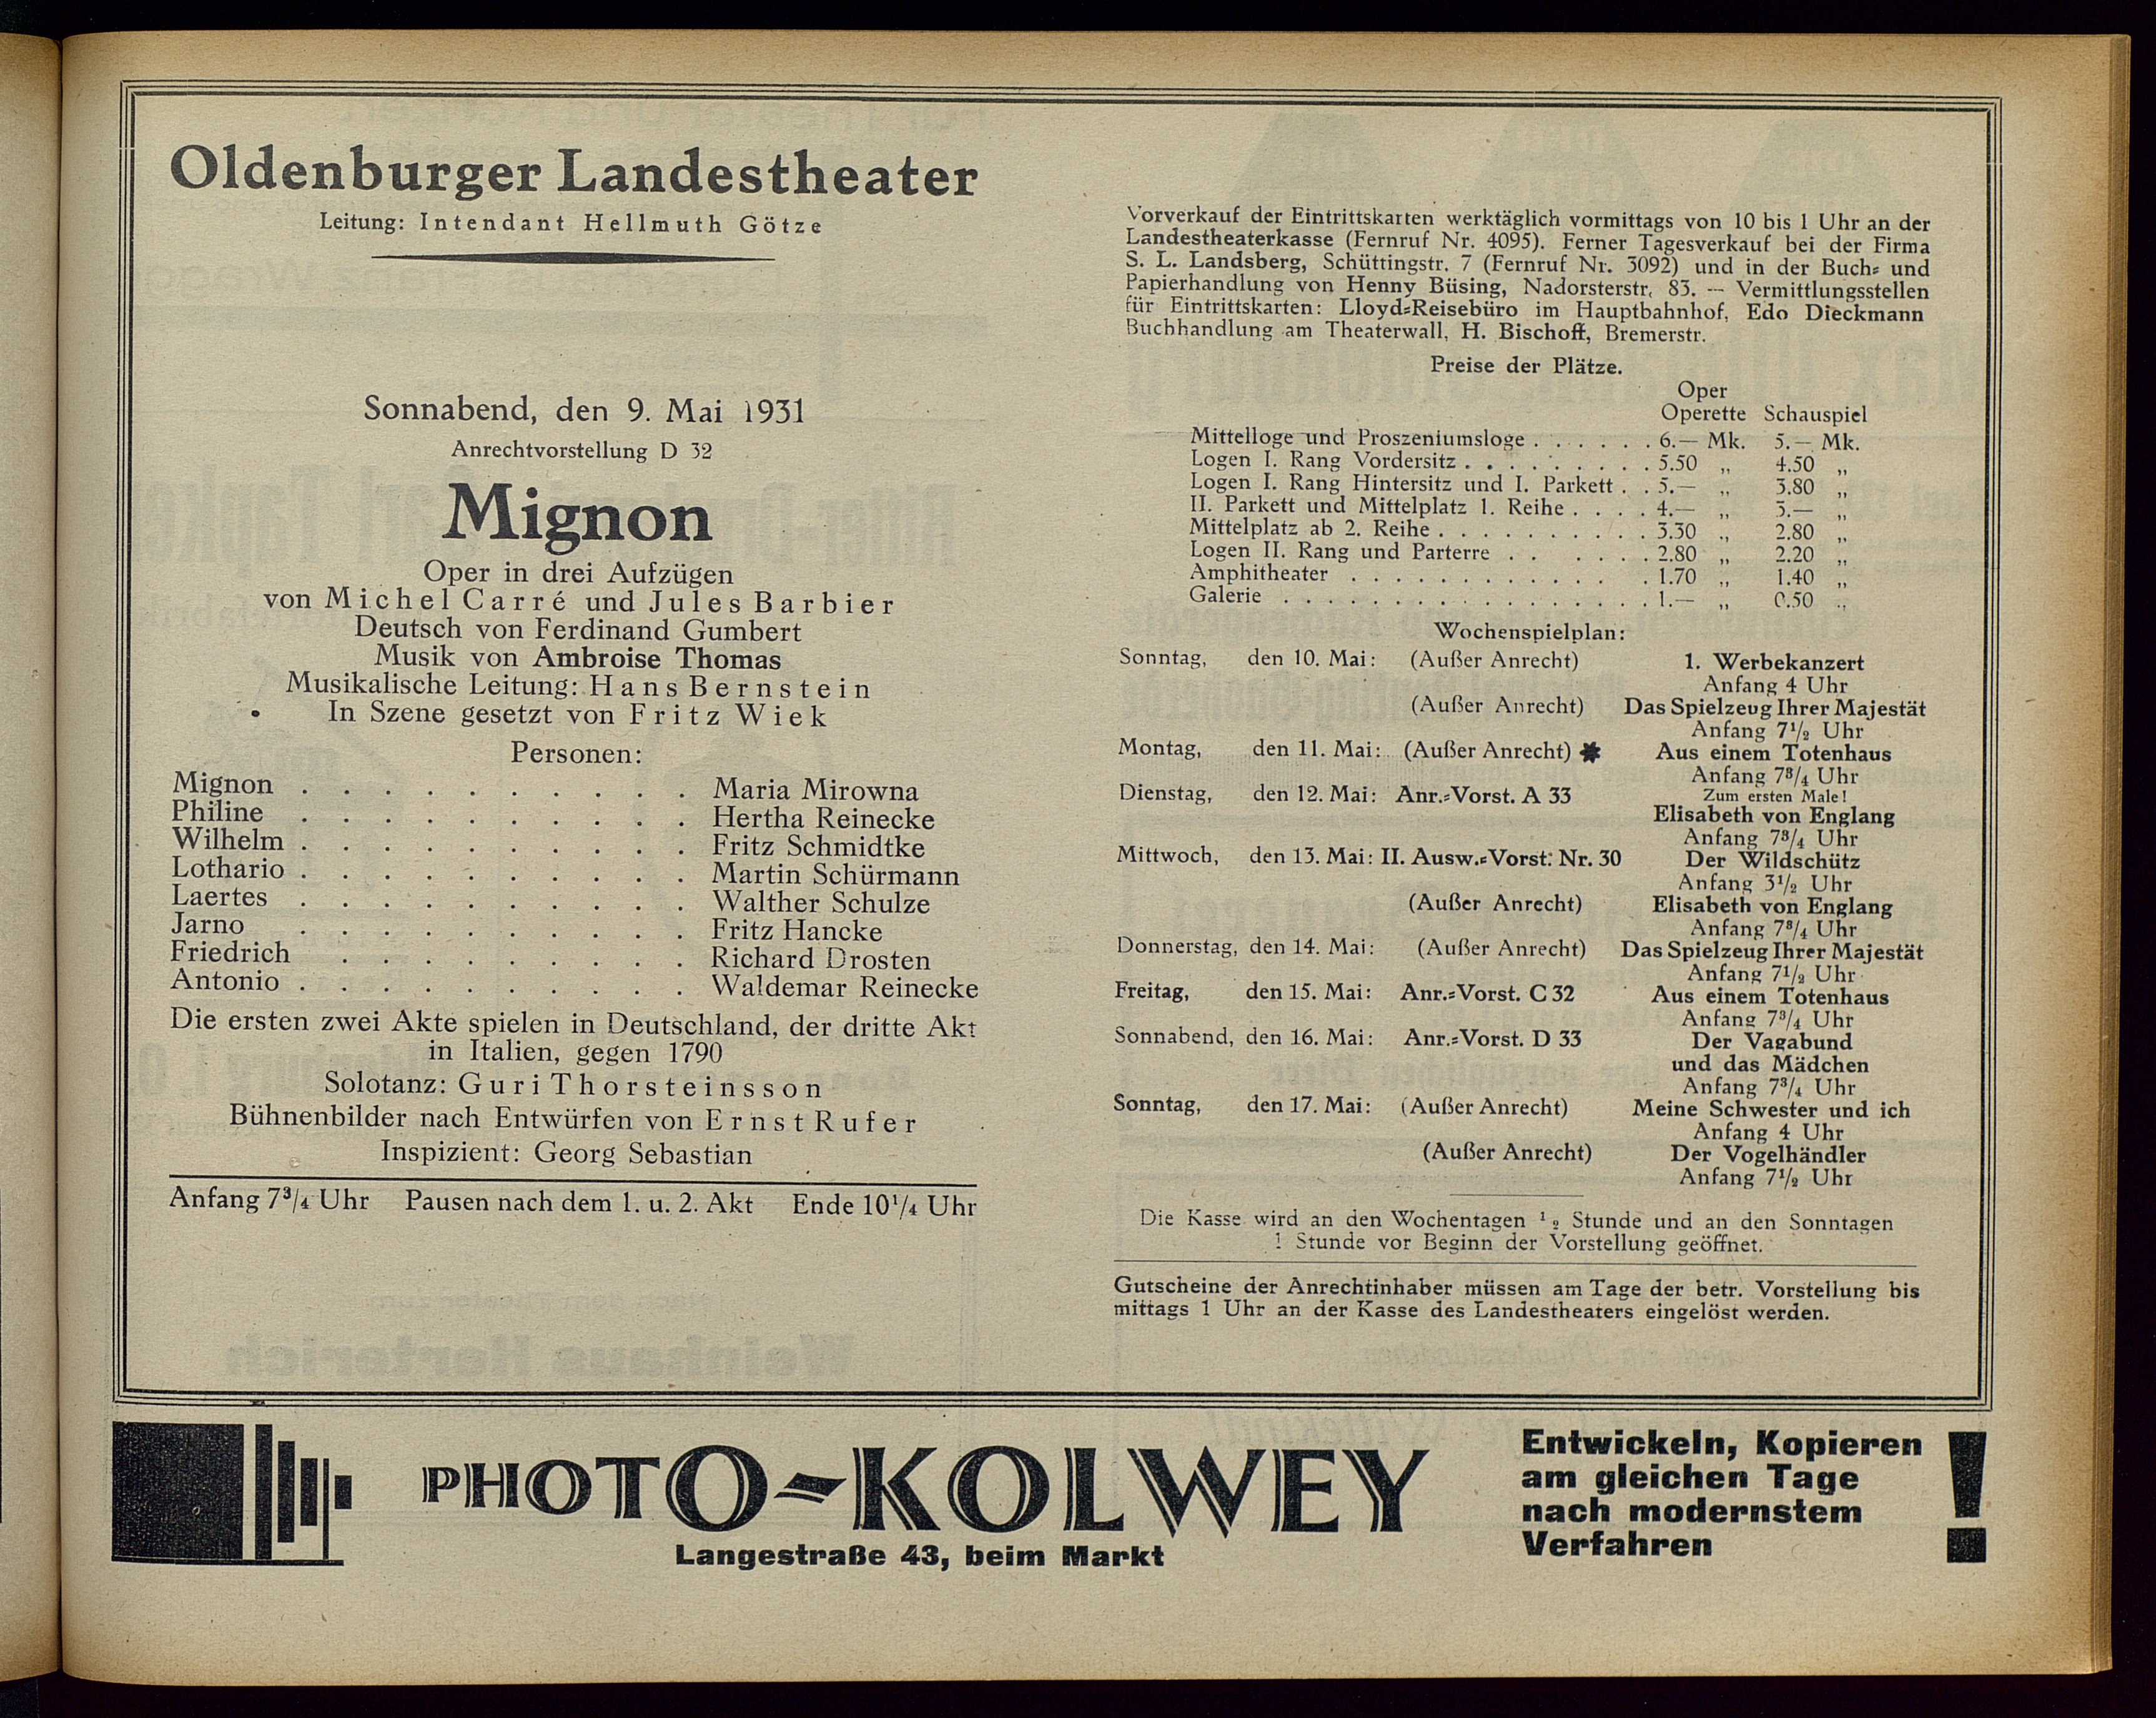 Oldenburger Landestheater
Leitung: Intendant Hellmuth Götze
Sonnabend, den 9. Mai 1931
Anrechtvorstellung D 32
Mignon
Oper in drei Aufzügen
von Michel Carré und Jules Barbier
Deutsch von Ferdinand Gumbert
Musik von Ambroise Thomas
Musikalische Leitung: Hans Bernstein
In Szene gesetzt von Fritz Wiek
Personen:
Mignon . . . . . . . . . . Maria Mirowna
Philine . . . . . . . . . . Hertha Reinecke
Wilhelm . . . . . . . . . . Fritz Schmidtke
Lothario . . . . . . . . . . Martin Schürmann
Laertes . . . . . . . . . . Walther Schulze
Jarno . . . . . . . . . . Fritz Hancke
Friedrich . . . . . . . . . Richard Drosten
Antonio . . . . . . . . . . Waldemar Reinecke
Die ersten zwei Akte spielen in Deutschland, der dritte Akt
in Italien, gegen 1790
Solotanz: Guri Thorsteinsson
Bühnenbilder nach Entwürfen von Ernst Rufer
Inspizient: Georg Sebastian
Anfang 7¾ Uhr Pausen nach dem 1. u. 2. Akt Ende 10¼ Uhr
Vorverkauf der Eintrittskarten werktäglich vormittags von 10 bis 1 Uhr an der
Landestheaterkasse (Fernruf Nr. 4095). Ferner Tagesverkauf bei der Firma
S. L. Landsberg, Schüttingstr. 7 (Fernruf Nr. 3092) und in der Buch- und
Papierhandlung von Henny Büsing, Nadorsterstr. 83. — Vermittlungsstellen
für Eintrittskarten: Lloyd-Reisebüro im Hauptbahnhof, Edo Dieckmann
Buchhandlung am Theaterwall, H. Bischoff, Bremerstr.
Preise der Plätze.
Oper
Operette Schauspiel
Mittelloge und Proszeniumsloge . . . . . . 6.— Mk. 5.— Mk.
Logen I. Rang Vordersitz . . . . . . . . . 5.50 „ 4.50 „
Logen I. Rang Hintersitz und I. Parkett . . 5.— „ 3.80 „
II. Parkett und Mittelplatz 1. Reihe . . . . 4.— „ 3.— „
Mittelplatz ab 2. Reihe . . . . . . . . . . 3.30 „ 2.80 „
Logen II. Rang und Parterre . . . . . . 2.80 „ 2.20 „
Amphitheater . . . . . . . . . . . . . 1.70 „ 1.40 „
Galerie . . . . . . . . . . . . . . . . . 1.— „ 0.50 „
Wochenspielplan:
Sonntag, den 10. Mai: (Außer Anrecht) 1. Werbekanzert
Anfang 4 Uhr
(Außer Anrecht) Das Spielzeug Ihrer Majestät
Anfang 7½ Uhr
Montag, den 11. Mai: (Außer Anrecht) * Aus einem Totenhaus
Anfang 7¾ Uhr
Dienstag, den 12. Mai: Anr.-Vorst. A 33 Zum ersten Male!
Elisabeth von Englang
Anfang 7¾ Uhr
Mittwoch, den 13. Mai: II. Ausw.-Vorst. Nr. 30 Der Wildschütz
Anfang 3½ Uhr
(Außer Anrecht) Elisabeth von Englang
Anfang 7¾ Uhr
Donnerstag, den 14. Mai: (Außer Anrecht) Das Spielzeug Ihrer Majestät
Anfang 7½ Uhr
Freitag, den 15. Mai: Anr.-Vorst. C 32 Aus einem Totenhaus
Anfang 7¾ Uhr
Sonnabend, den 16. Mai: Anr.-Vorst. D 33 Der Vagabund
und das Mädchen
Anfang 7¾ Uhr
Sonntag, den 17. Mai: (Außer Anrecht) Meine Schwester und ich
Anfang 4 Uhr
(Außer Anrecht) Der Vogelhändler
Anfang 7½ Uhr
Die Kasse wird an den Wochentagen ½ Stunde und an den Sonntagen
1 Stunde vor Beginn der Vorstellung geöffnet.
Gutscheine der Anrechtinhaber müssen am Tage der betr. Vorstellung bis
mittags 1 Uhr an der Kasse des Landestheaters eingelöst werden.
PHOTO-KOLWEY
Langestraße 43, beim Markt
Entwickeln, Kopieren
am gleichen Tage
nach modernstem
Verfahren !